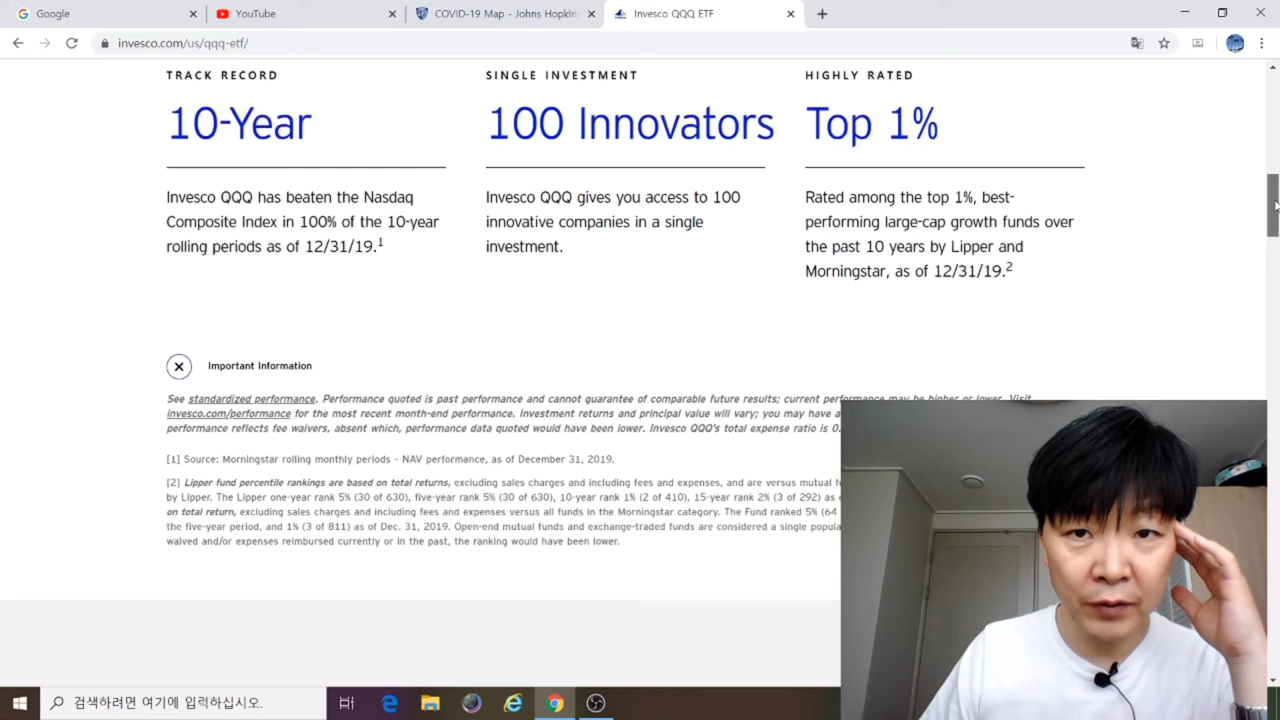 Google
YouTube
COVID-19 Map - Johns Hopkins
Invesco QQQ ETF
invesco.com/us/qqq-etf/
TRACK RECORD
10-Year
Invesco QQQ has beaten the Nasdaq
Composite Index in 100% of the 10-year
rolling periods as of 12/31/19.1
SINGLE INVESTMENT
100 Innovators
Invesco QQQ gives you access to 100
innovative companies in a single
investment.
HIGHLY RATED
Top 1%
Rated among the top 1%, best-
performing large-cap growth funds over
the past 10 years by Lipper and
Morningstar, as of 12/31/19.2
Important Information
See standardized performance. Performance quoted is past performance and cannot guarantee of comparable future results; current performance may be higher or lower. Visit
invesco.com/performance for the most recent month-end performance. Investment returns and principal value will vary; you may have a
performance reflects fee waivers, absent which, performance data quoted would have been lower. Invesco QQQ's total expense ratio is 0.
[1] Source: Morningstar rolling monthly periods - NAV performance, as of December 31, 2019.
[2] Lipper fund percentile rankings are based on total returns, excluding sales charges and including fees and expenses, and are versus mutual f
by Lipper. The Lipper one-year rank 5% (30 of 630), five-year rank 5% (30 of 630), 10-year rank 1% (2 of 410), 15-year rank 2% (3 of 292) as
on total return, excluding sales charges and including fees and expenses versus all funds in the Morningstar category. The Fund ranked 5% (64
the five-year period, and 1% (3 of 811) as of Dec. 31, 2019. Open-end mutual funds and exchange-traded funds are considered a single popula
waived and/or expenses reimbursed currently or in the past, the ranking would have been lower.
검색하려면 여기에 입력하십시오.